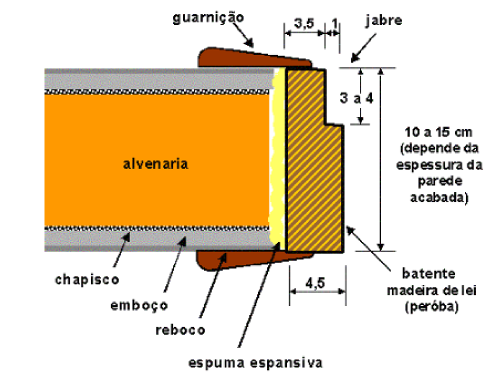 guarnição
3,5
1
jabre
3 a 4
10 a 15 cm
(depende da
espessura da
parede
acabada)
alvenaria
chapisco
emboço
reboco
4,5
batente
madeira de lei
(peróba)
espuma espansiva